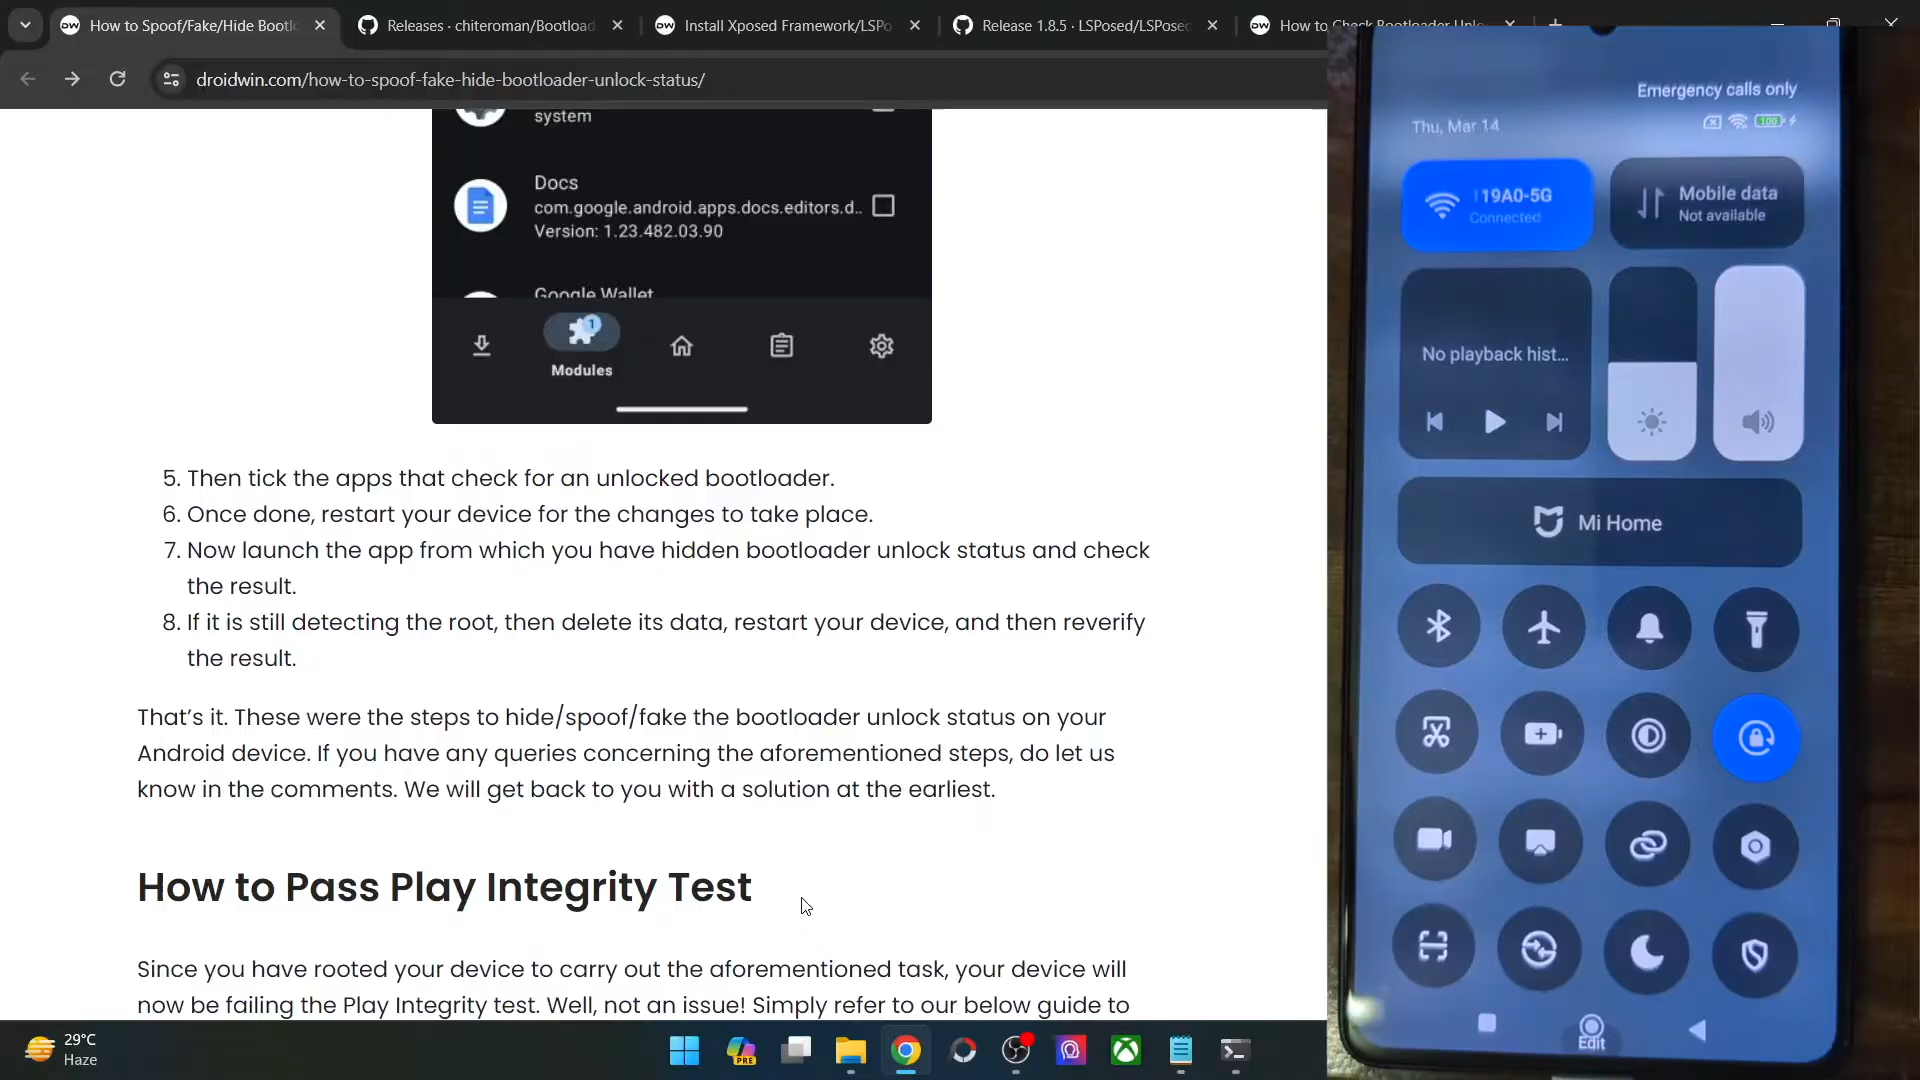 How to Spoof/Fake/Hide Bootlo
Releases · chiteroman/Bootload
Install Xposed Framework/LSPo
Release 1.8.5 · LSPosed/LSPosed
How to Check Bootloader Unlo
droidwin.com/how-to-spoof-fake-hide-bootloader-unlock-status/
system
Docs
com.google.android.apps.docs.editors.d..
Version: 1.23.482.03.90
Google Wallet
1
Modules
5. Then tick the apps that check for an unlocked bootloader.
6. Once done, restart your device for the changes to take place.
7. Now launch the app from which you have hidden bootloader unlock status and check
the result.
8. If it is still detecting the root, then delete its data, restart your device, and then reverify
the result.
That's it. These were the steps to hide/spoof/fake the bootloader unlock status on your
Android device. If you have any queries concerning the aforementioned steps, do let us
know in the comments. We will get back to you with a solution at the earliest.
How to Pass Play Integrity Test
Since you have rooted your device to carry out the aforementioned task, your device will
now be failing the Play Integrity test. Well, not an issue! Simply refer to our below guide to
29°C
Haze
PRE
Emergency calls only
Thu, Mar 14
100
19A0-5G
Connected
Mobile data
Not available
No playback hist...
Mi Home
Edit